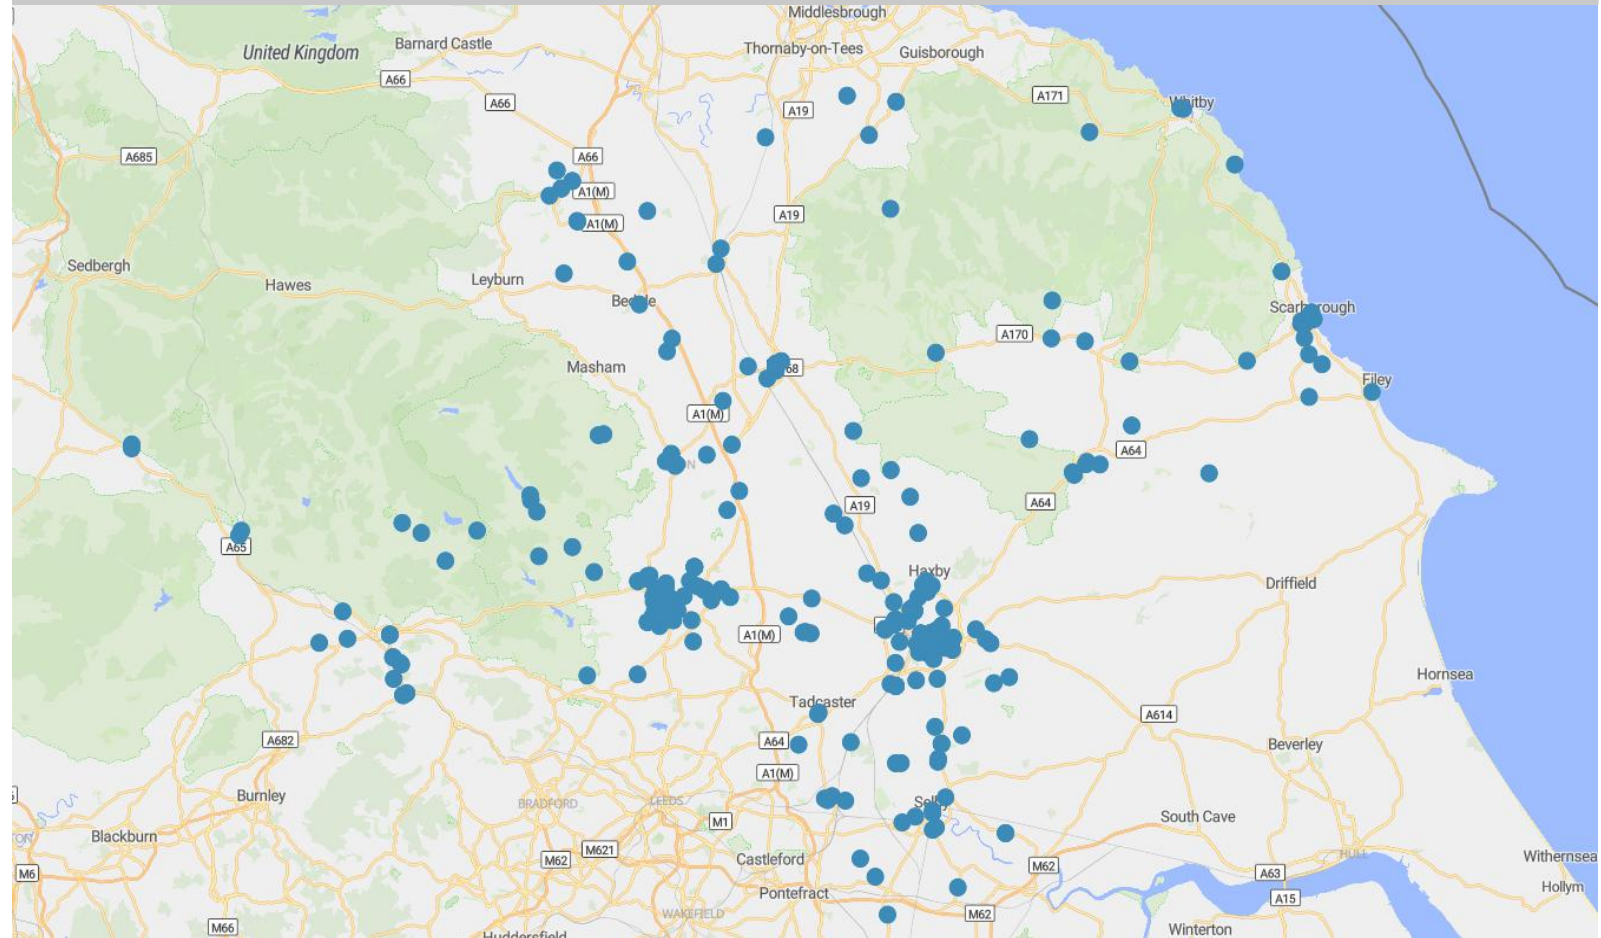 Middlesbrough
Barnard Castle
United Kingdom
Thornaby-on-Tees
Guisborough
A66
A171
A66
Whitby
A19
A66
A685
A1(M)
A19
A1(M)
Sedbergh
Leyburn
Hawes
Scarborough
A170
Masham
Filey
A1(M)
A64
A64
A19
A65
Haxby
Driffield
A1(M)
Hornsea
Tadcaster
A614
A682
A64
Beverley
A1(M)
Burnley
BRADFORD
LEEDS
South Cave
M1
Blackburn
M621
HULL
Withernsea
M62
Castleford
M62
M6
A63
Hollym
Pontefract
A15
WAKEFIELD
M62
M66
Winterton
Huddersfield